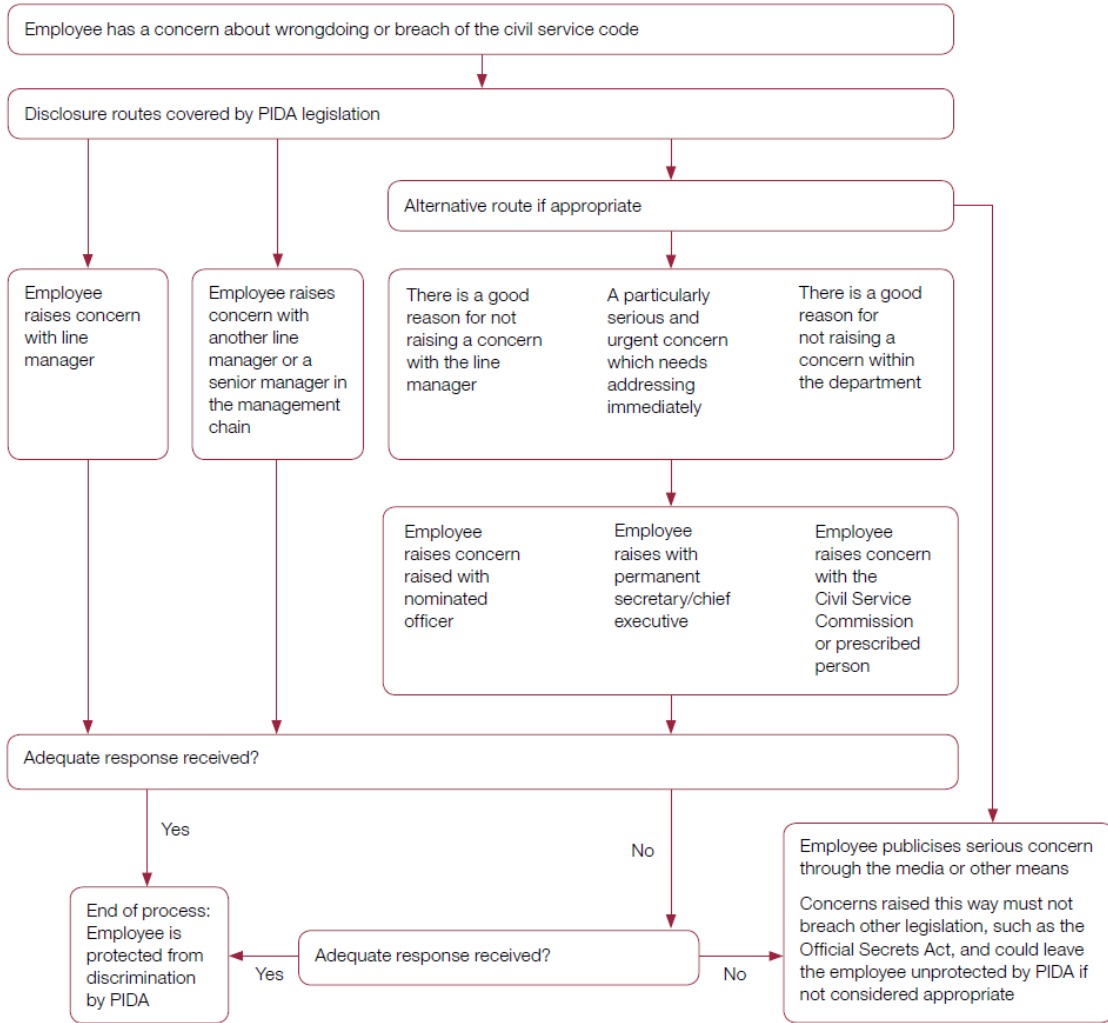 Employee has a concern about wrongdoing or breach of the civil service code
Disclosure routes covered by PIDA legislation
Alternative route if appropriate
Employee
raises concern
with line
manager
Employee raises
concern with
another line
manager or a
senior manager in
the management
chain
There is a good
reason for not
raising a concern
with the line
manager
A particularly
serious and
urgent concern
which needs
addressing
immediately
There is a good
reason for
not raising a
concern within
the department
Employee
raises concern
raised with
nominated
officer
Employee
raises with
permanent
secretary/chief
executive
Employee
raises concern
with the
Civil Service
Commission
or prescribed
person
Adequate response received?
Yes
No
Employee publicises serious concern
through the media or other means
Concerns raised this way must not
breach other legislation, such as the
Official Secrets Act, and could leave
the employee unprotected by PIDA if
not considered appropriate
End of process:
Employee is
protected from
discrimination
by PIDA
Yes
Adequate response received?
No